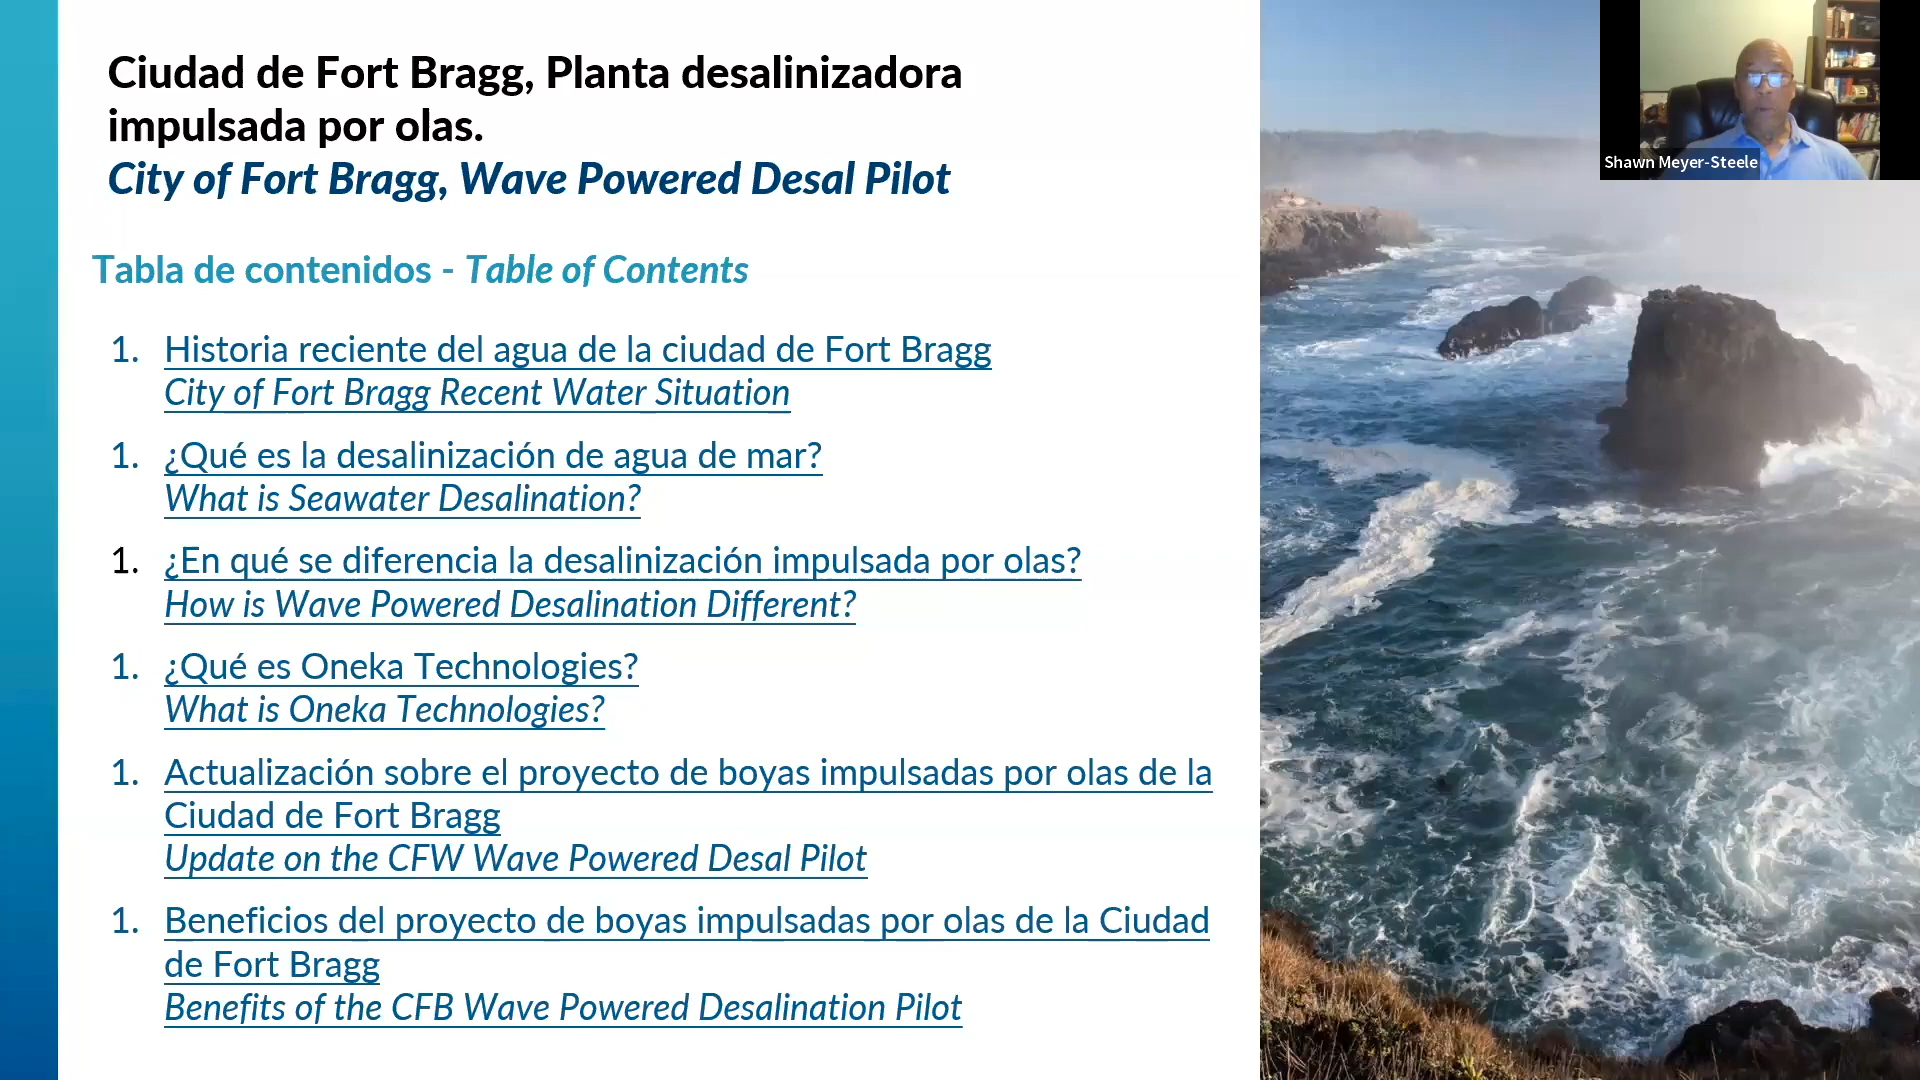 Ciudad de Fort Bragg, Planta desalinizadora
impulsada por olas.
City of Fort Bragg, Wave Powered Desal Pilot
Tabla de contenidos - Table of Contents
1. Historia reciente del agua de la ciudad de Fort Bragg
City of Fort Bragg Recent Water Situation
1. ¿Qué es la desalinización de agua de mar?
What is Seawater Desalination?
1. ¿En qué se diferencia la desalinización impulsada por olas?
How is Wave Powered Desalination Different?
1. ¿Qué es Oneka Technologies?
What is Oneka Technologies?
1. Actualización sobre el proyecto de boyas impulsadas por olas de la
Ciudad de Fort Bragg
Update on the CFW Wave Powered Desal Pilot
1. Beneficios del proyecto de boyas impulsadas por olas de la Ciudad
de Fort Bragg
Benefits of the CFB Wave Powered Desalination Pilot
Shawn Meyer-Steele